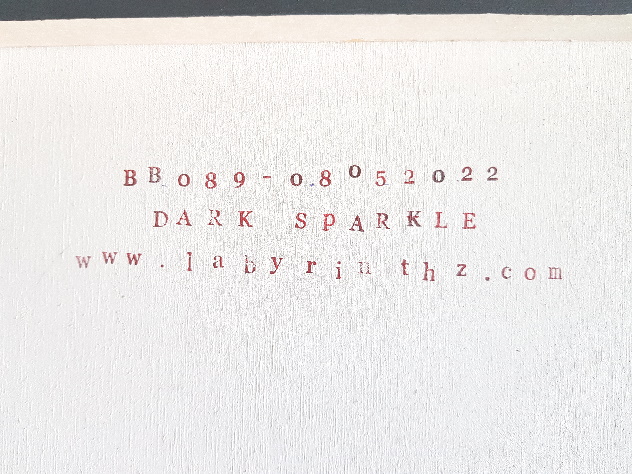 BB089-08052022
DARK SPARKLE
www.labyrinthz.com